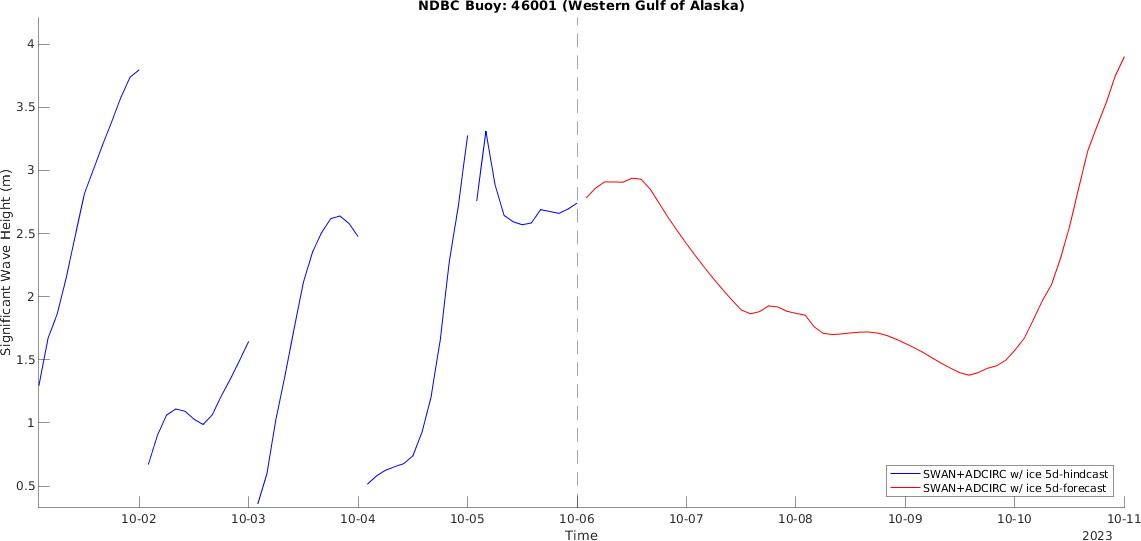 NDBC Buoy: 46001 (Western Gulf of Alaska)
Significant Wave Height (m)
4
3.5
3
2.5
2
1.5
1
0.5
SWAN+ADCIRC w/ ice 5d-hindcast
SWAN+ADCIRC w/ ice 5d-forecast
10-02 10-03 10-04 10-05 10-06 10-07 10-08 10-09 10-10 10-11
Time
2023